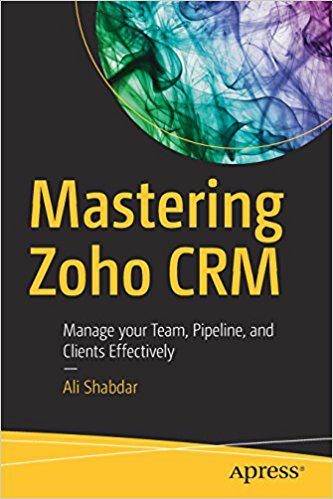 Mastering
Zoho CRM
Manage your Team, Pipeline, and
Clients Effectively
Ali Shabdar
Apress®